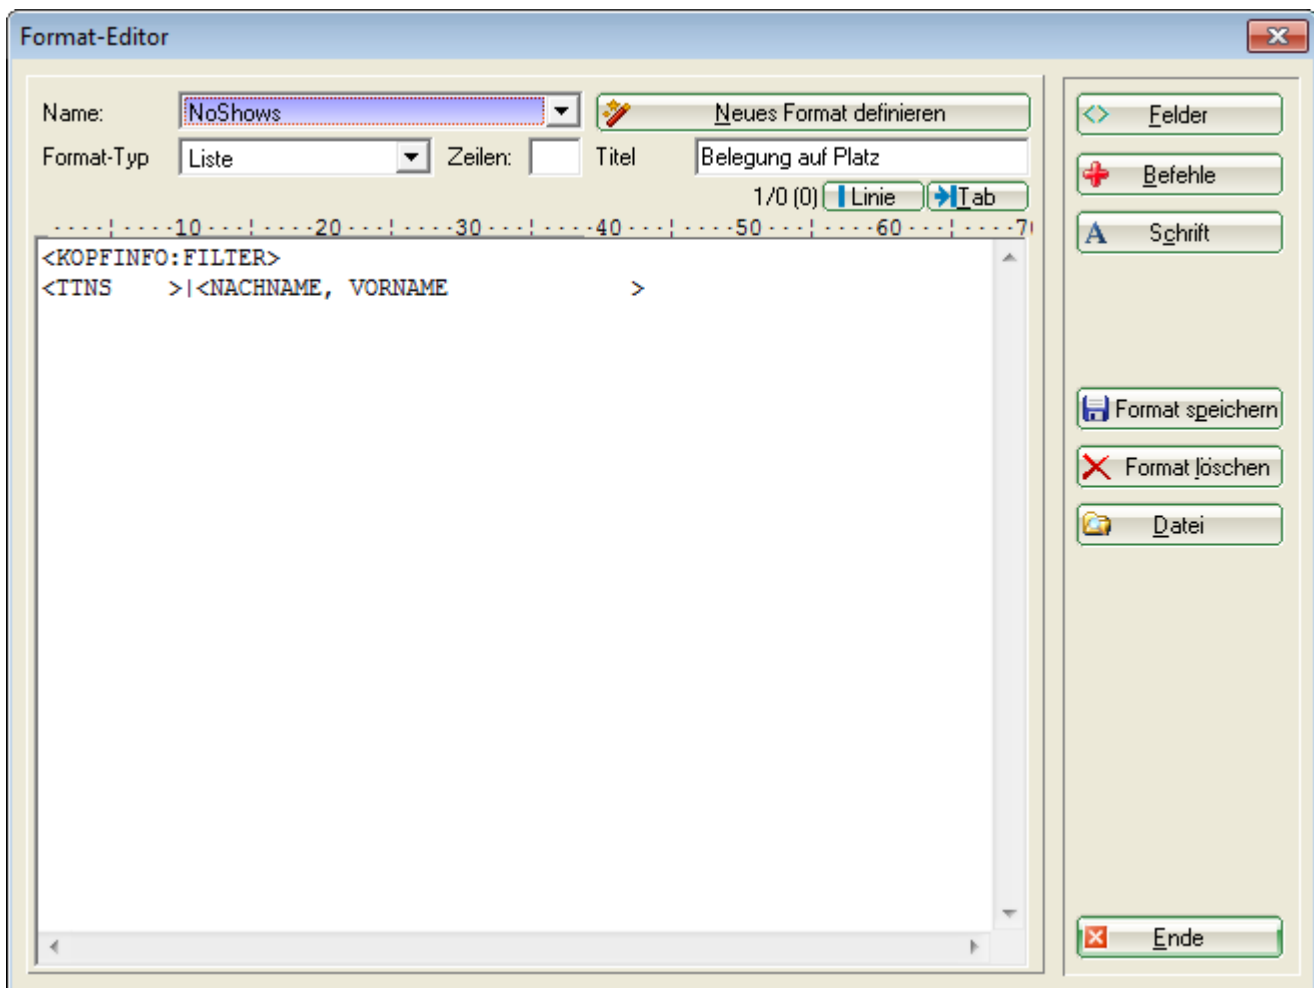 Format-Editor
Name: NoShows Neues Format definieren
Format-Typ Liste Zeilen: Titel Belegung auf Platz
1/0 (0) Linie Tab
....¦....10...¦....20...¦....30...¦....40...¦....50...¦....60...¦....70
<KOPFINFO:FILTER>
<TTNS    >|<NACHNAME, VORNAME             >
Felder
Befehle
Schrift
Format speichern
Format löschen
Datei
Ende